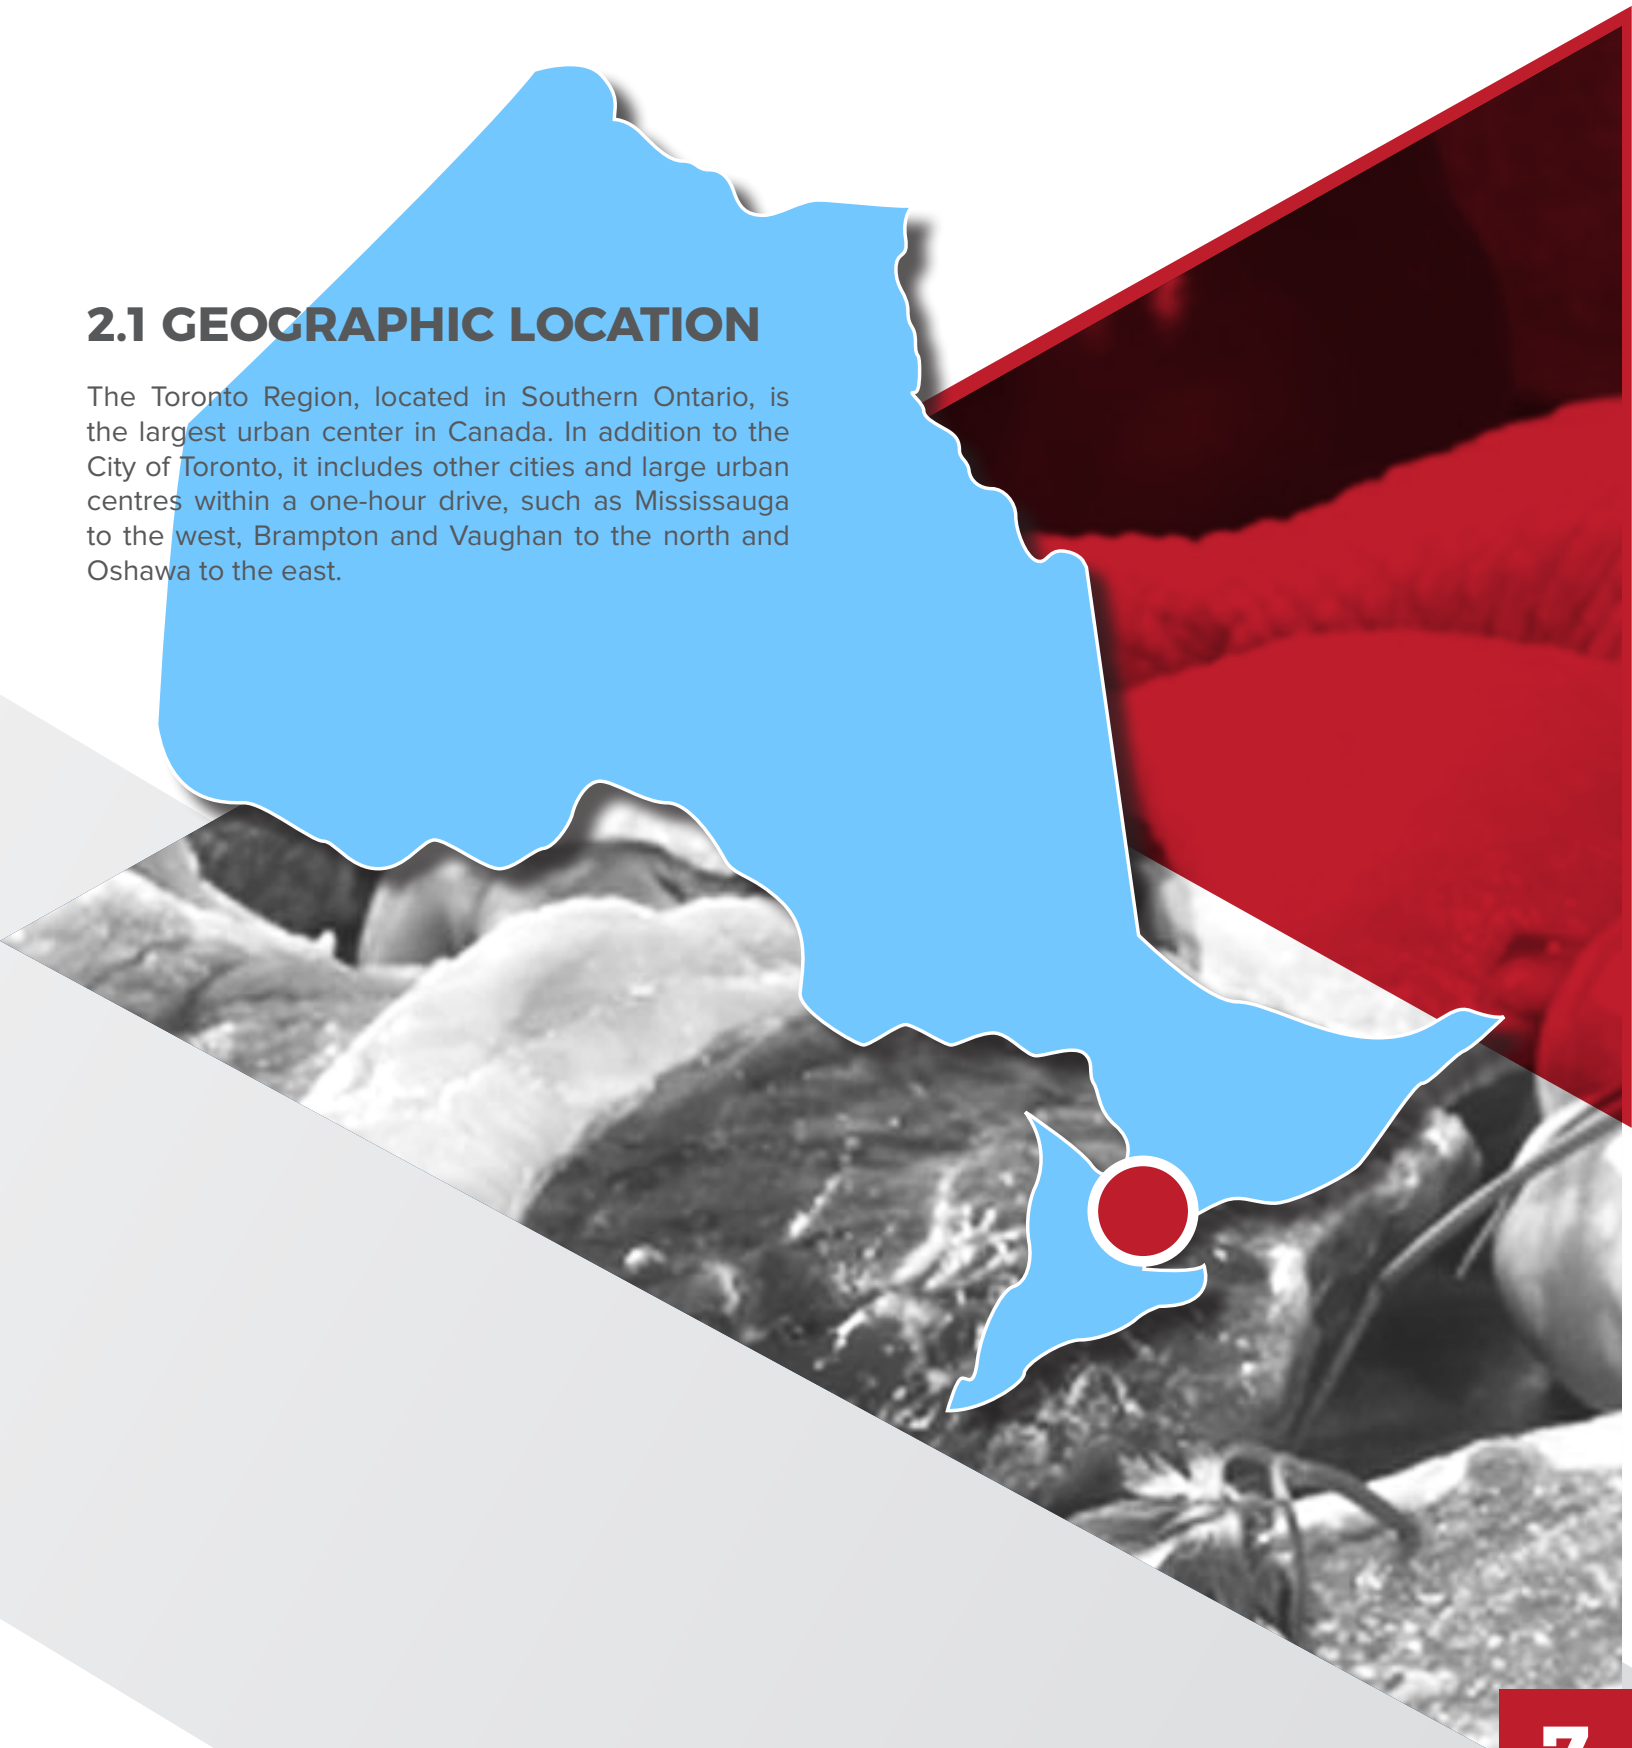 2.1 GEOGRAPHIC LOCATION
The Toronto Region, located in Southern Ontario, is
the largest urban center in Canada. In addition to the
City of Toronto, it includes other cities and large urban
centres within a one-hour drive, such as Mississauga
to the west, Brampton and Vaughan to the north and
Oshawa to the east.
7